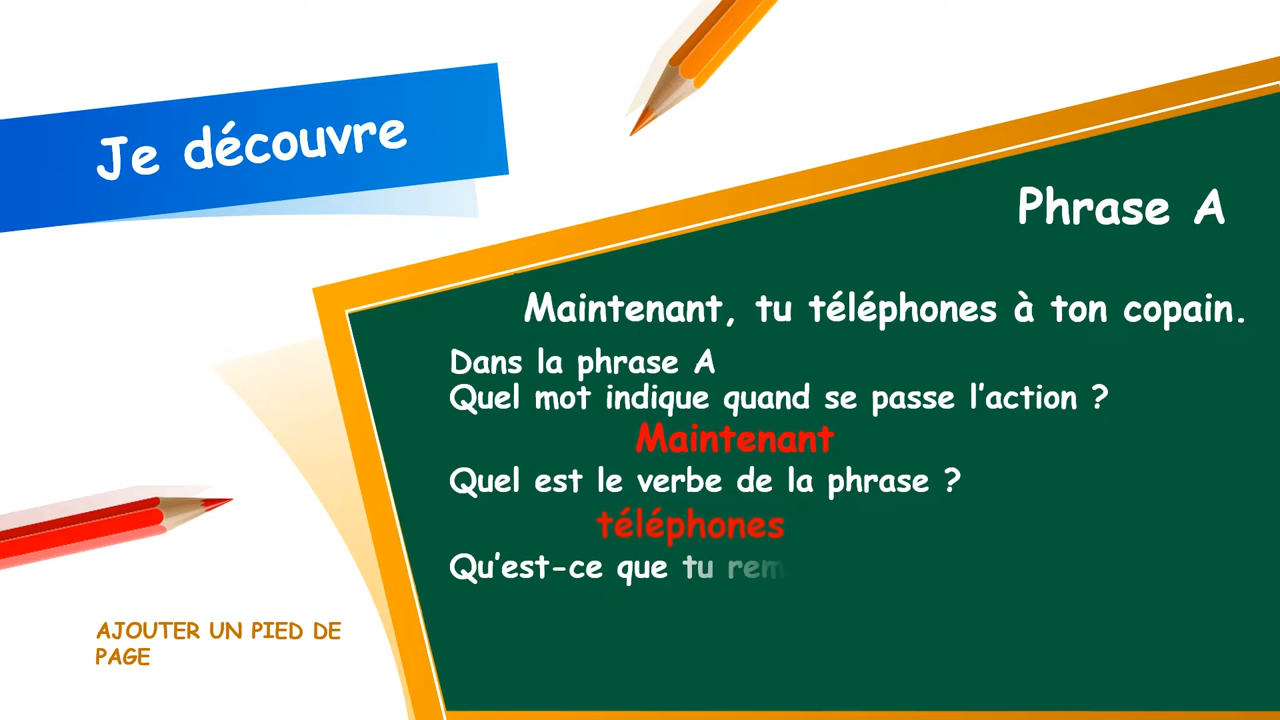 Je découvre
Phrase A
Maintenant, tu téléphones à ton copain.
Dans la phrase A
Quel mot indique quand se passe l’action ?
Maintenant
Quel est le verbe de la phrase ?
téléphones
Qu’est-ce que tu
AJOUTER UN PIED DE
PAGE